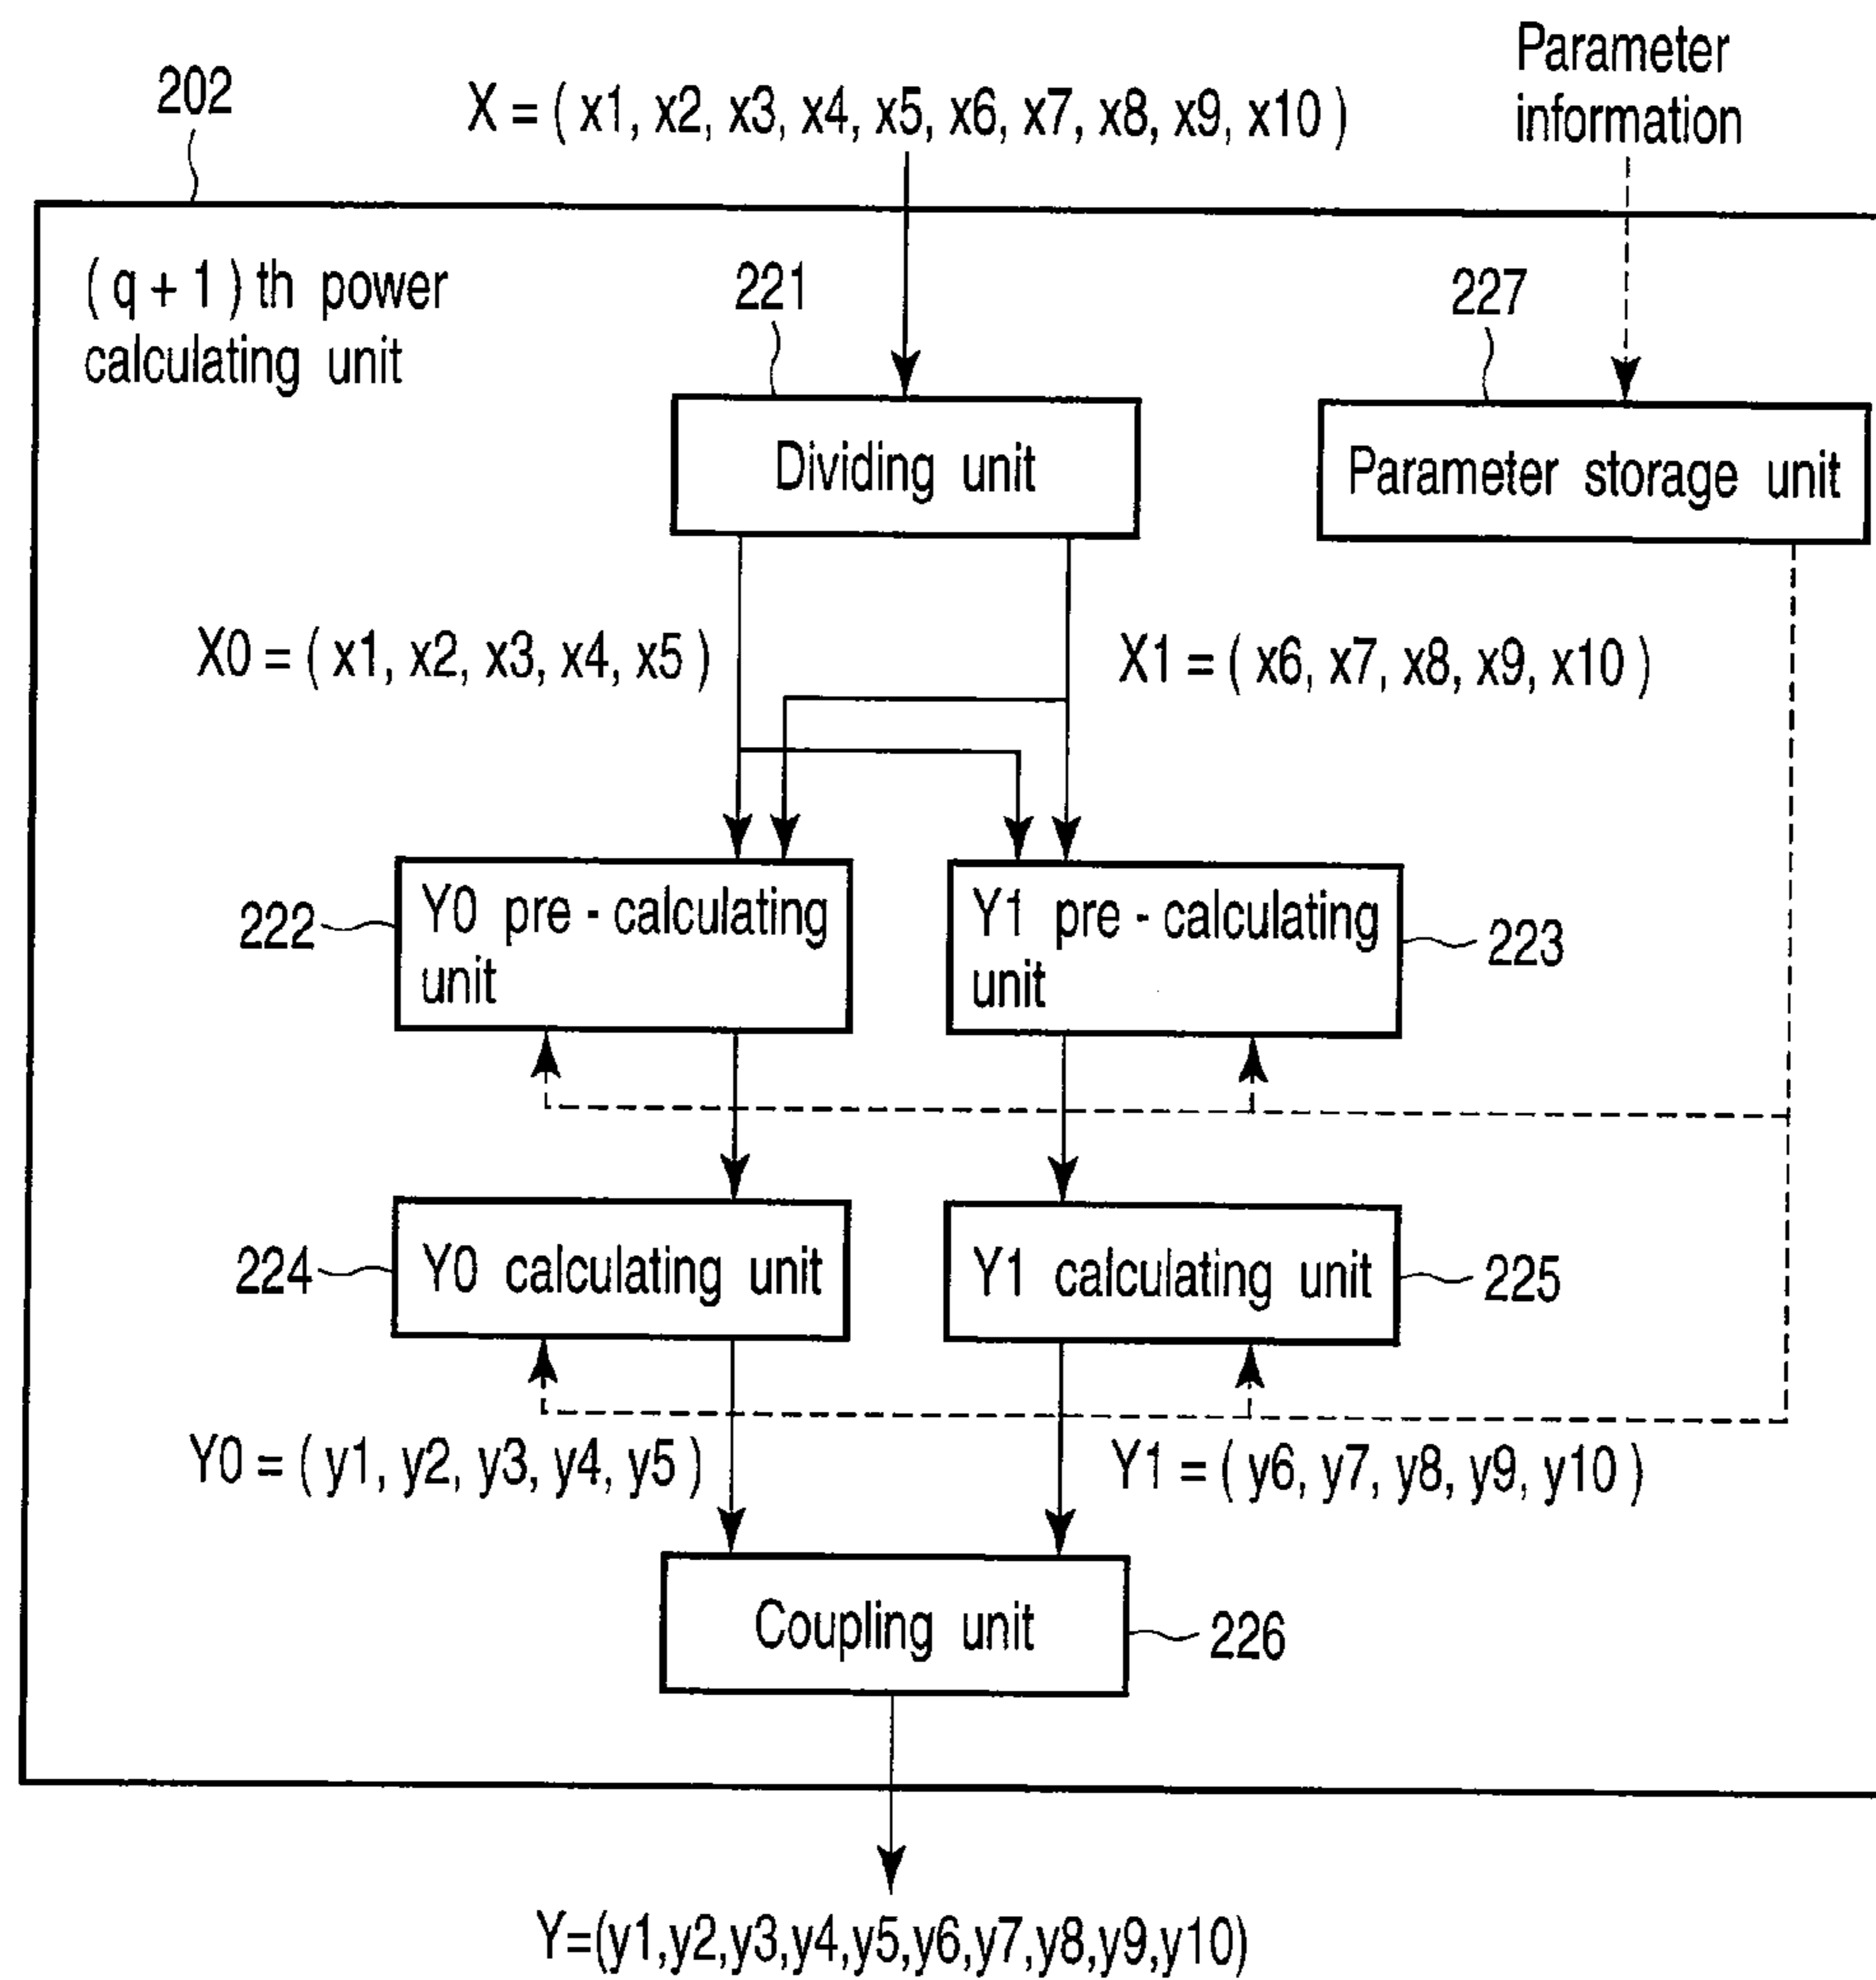 Parameter
information
202
X = ( x1, x2, x3, x4, x5, x6, x7, x8, x9, x10 )
( q + 1 ) th power
calculating unit
221
227
Dividing unit
Parameter storage unit
X0 = ( x1, x2, x3, x4, x5 )
X1 = ( x6, x7, x8, x9, x10 )
222
Y0 pre - calculating
unit
Y1 pre - calculating
unit
223
224
Y0 calculating unit
Y1 calculating unit
225
Y0 = ( y1, y2, y3, y4, y5 )
Y1 = ( y6, y7, y8, y9, y10 )
Coupling unit
226
Y=(y1,y2,y3,y4,y5,y6,y7,y8,y9,y10)